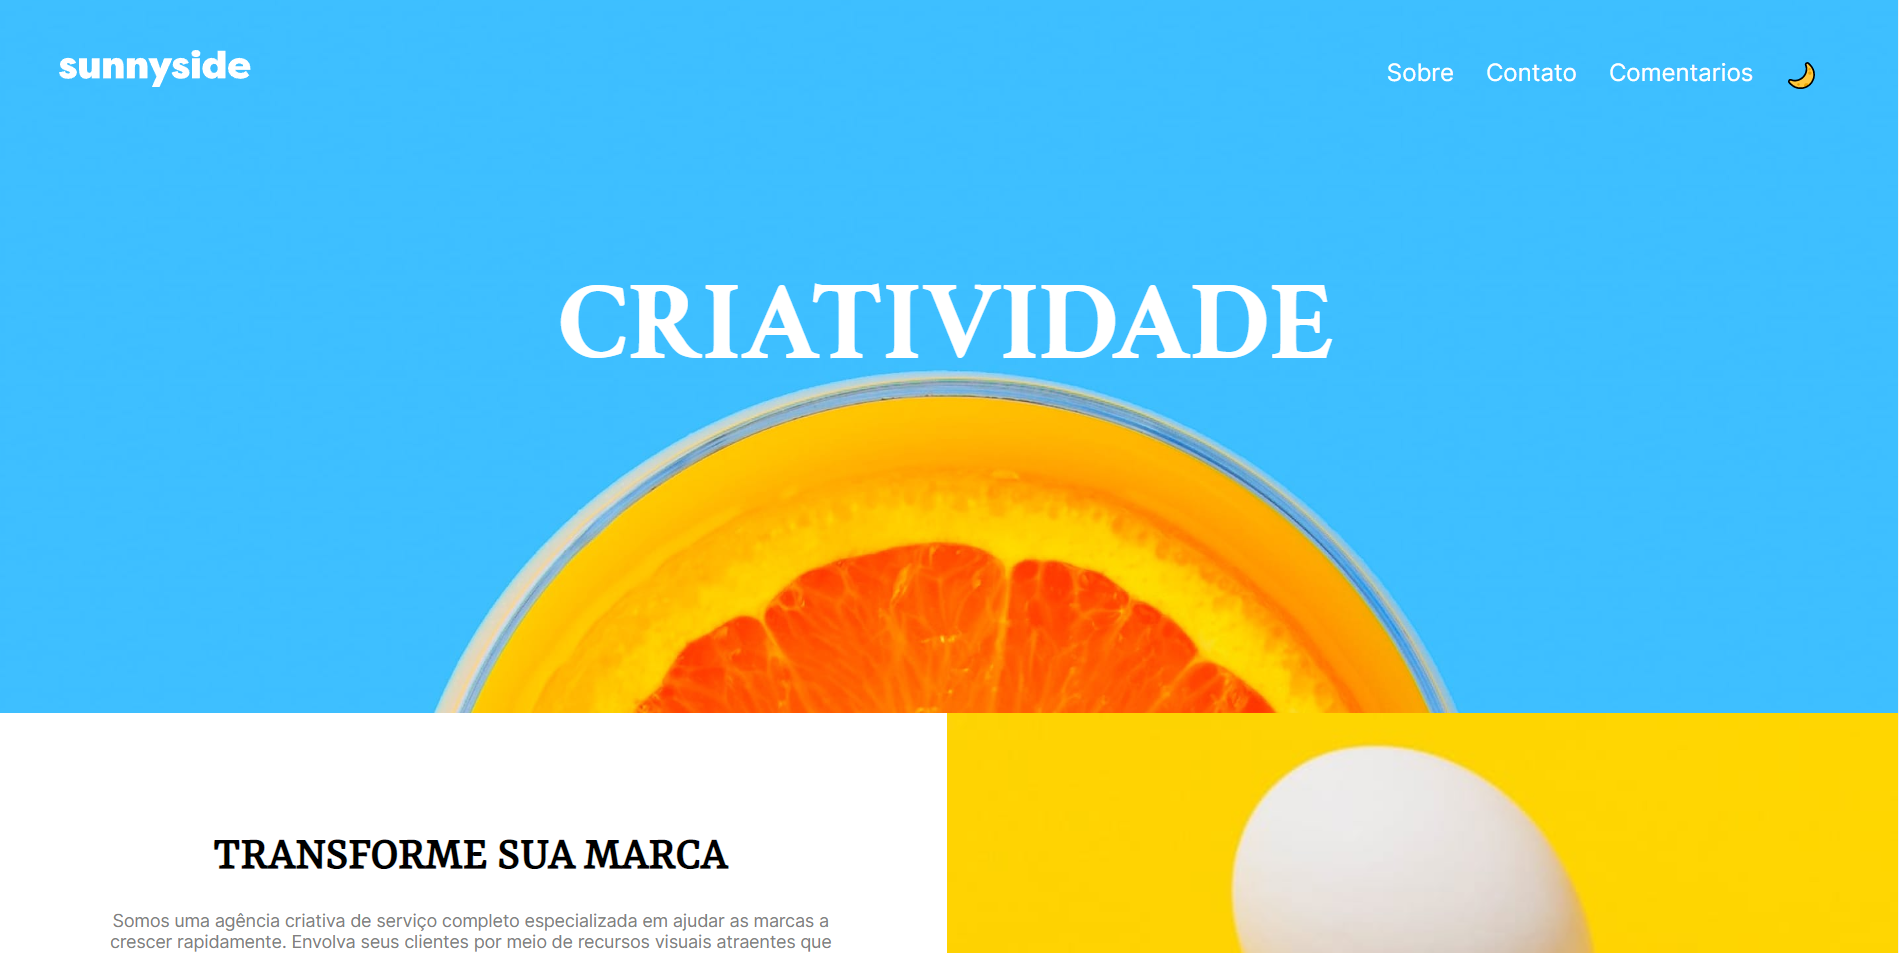 sunnyside
Sobre Contato Comentarios
CRIATIVIDADE
TRANSFORME SUA MARCA
Somos uma agência criativa de serviço completo especializada em ajudar as marcas a
crescer rapidamente. Envolva seus clientes por meio de recursos visuais atraentes que